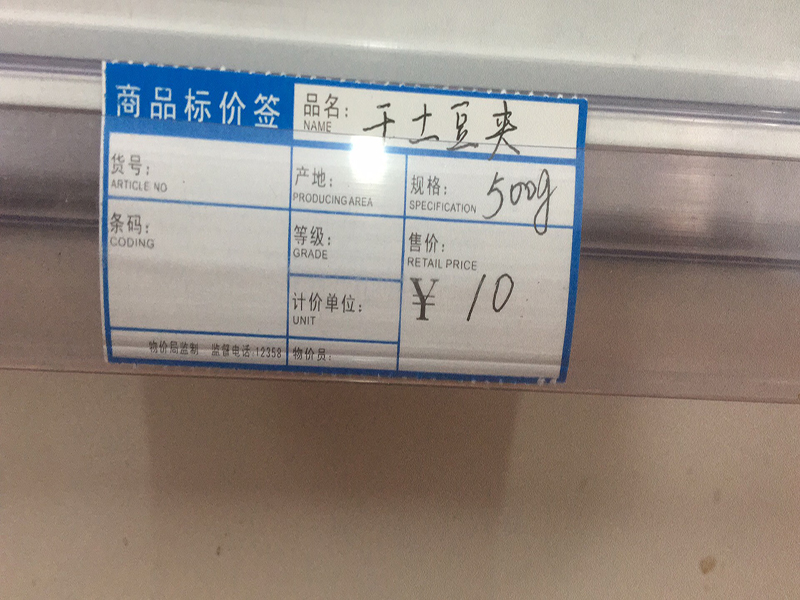 商品标价签
品名: 干土豆夹
NAME
货号:
ARTICLE NO
产地:
PRODUCING AREA
规格: 500g
SPECIFICATION
条码:
CODING
等级:
GRADE
售价:
RETAIL PRICE
¥ 10
计价单位:
UNIT
物价局监制 监督电话:12358
物价员: